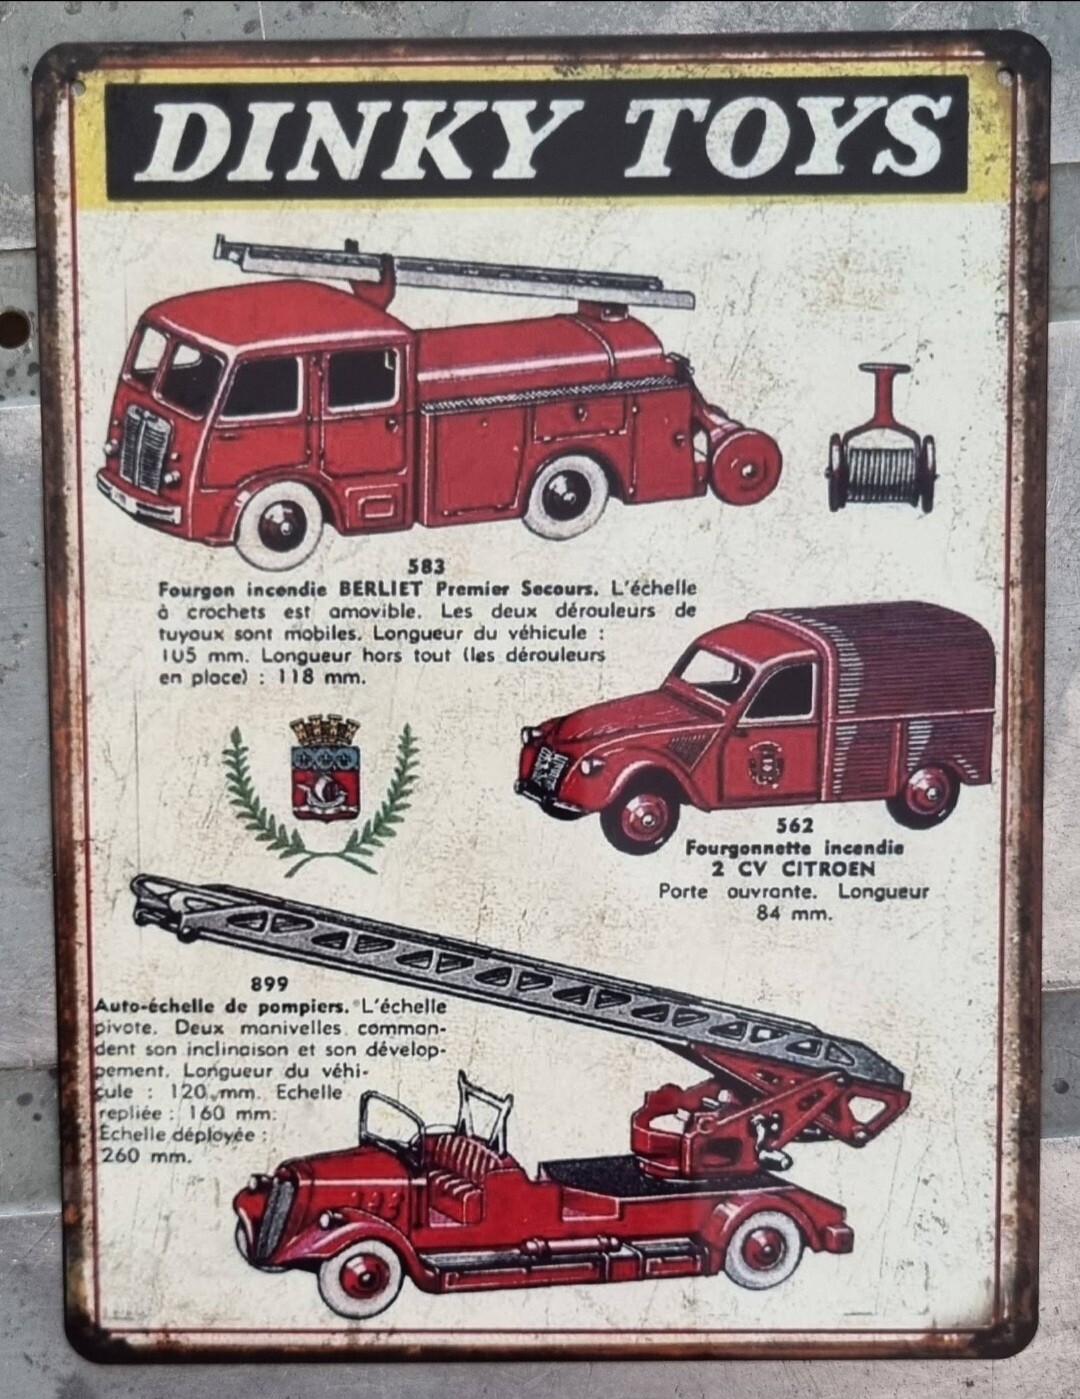 DINKY TOYS
583
Fourgon incendie BERLIET Premier Secours. L'échelle
à crochets est amovible. Les deux dérouleurs de
tuyaux sont mobiles. Longueur du véhicule :
105 mm. Longueur hors tout (les dérouleurs
en place) : 118 mm.
562
Fourgonnette incendie
2 CV CITROEN
Porte ouvrante. Longueur
84 mm.
899
Auto-échelle de pompiers. L'échelle
pivote. Deux manivelles comman-
dent son inclinaison et son dévelop-
pement. Longueur du véhi-
cule : 120 mm. Echelle
repliée : 160 mm.
Echelle déployée :
260 mm.